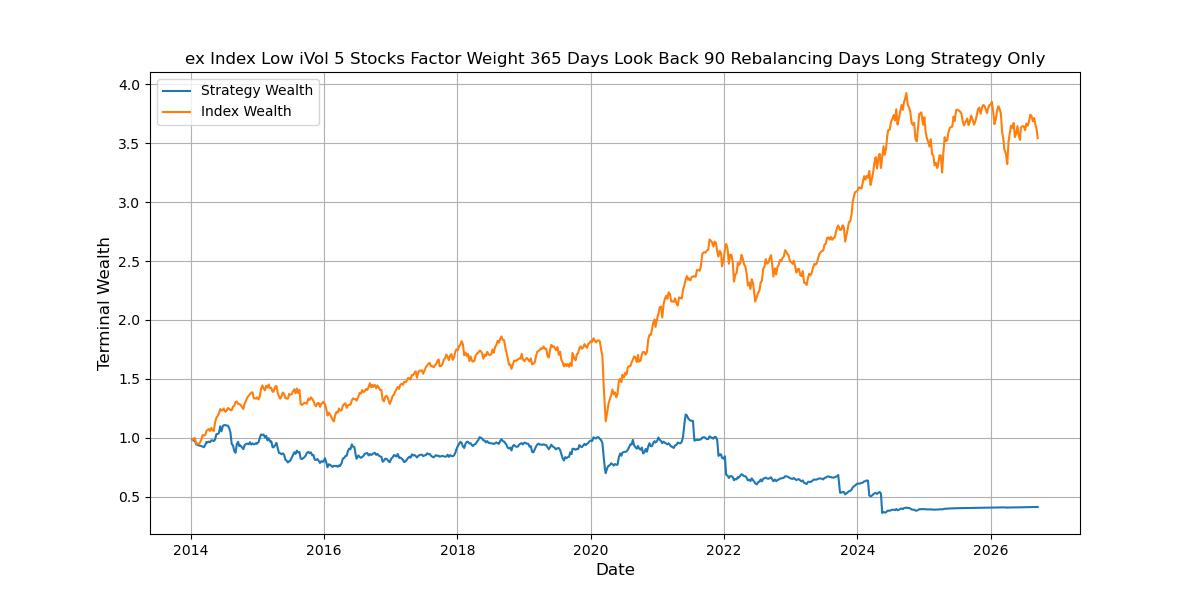 ex Index Low iVol 5 Stocks Factor Weight 365 Days Look Back 90 Rebalancing Days Long Strategy Only
Strategy Wealth
Index Wealth
Terminal Wealth
4.0
3.5
3.0
2.5
2.0
1.5
1.0
0.5
2014 2016 2018 2020 2022 2024 2026
Date